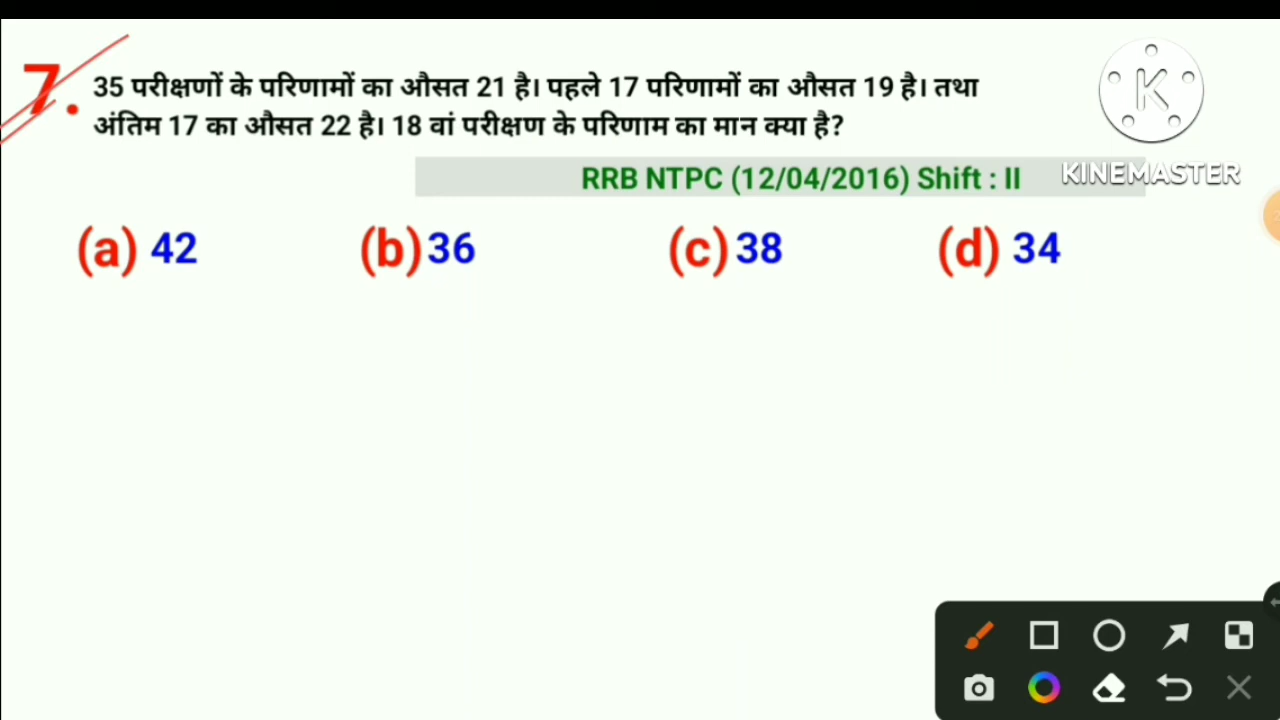 7. 35 परीक्षणों के परिणामों का औसत 21 है। पहले 17 परिणामों का औसत 19 है। तथा
अंतिम 17 का औसत 22 है। 18 वां परीक्षण के परिणाम का मान क्या है?
K
KINEMASTER
RRB NTPC (12/04/2016) Shift : II
(a) 42 (b) 36 (c) 38 (d) 34